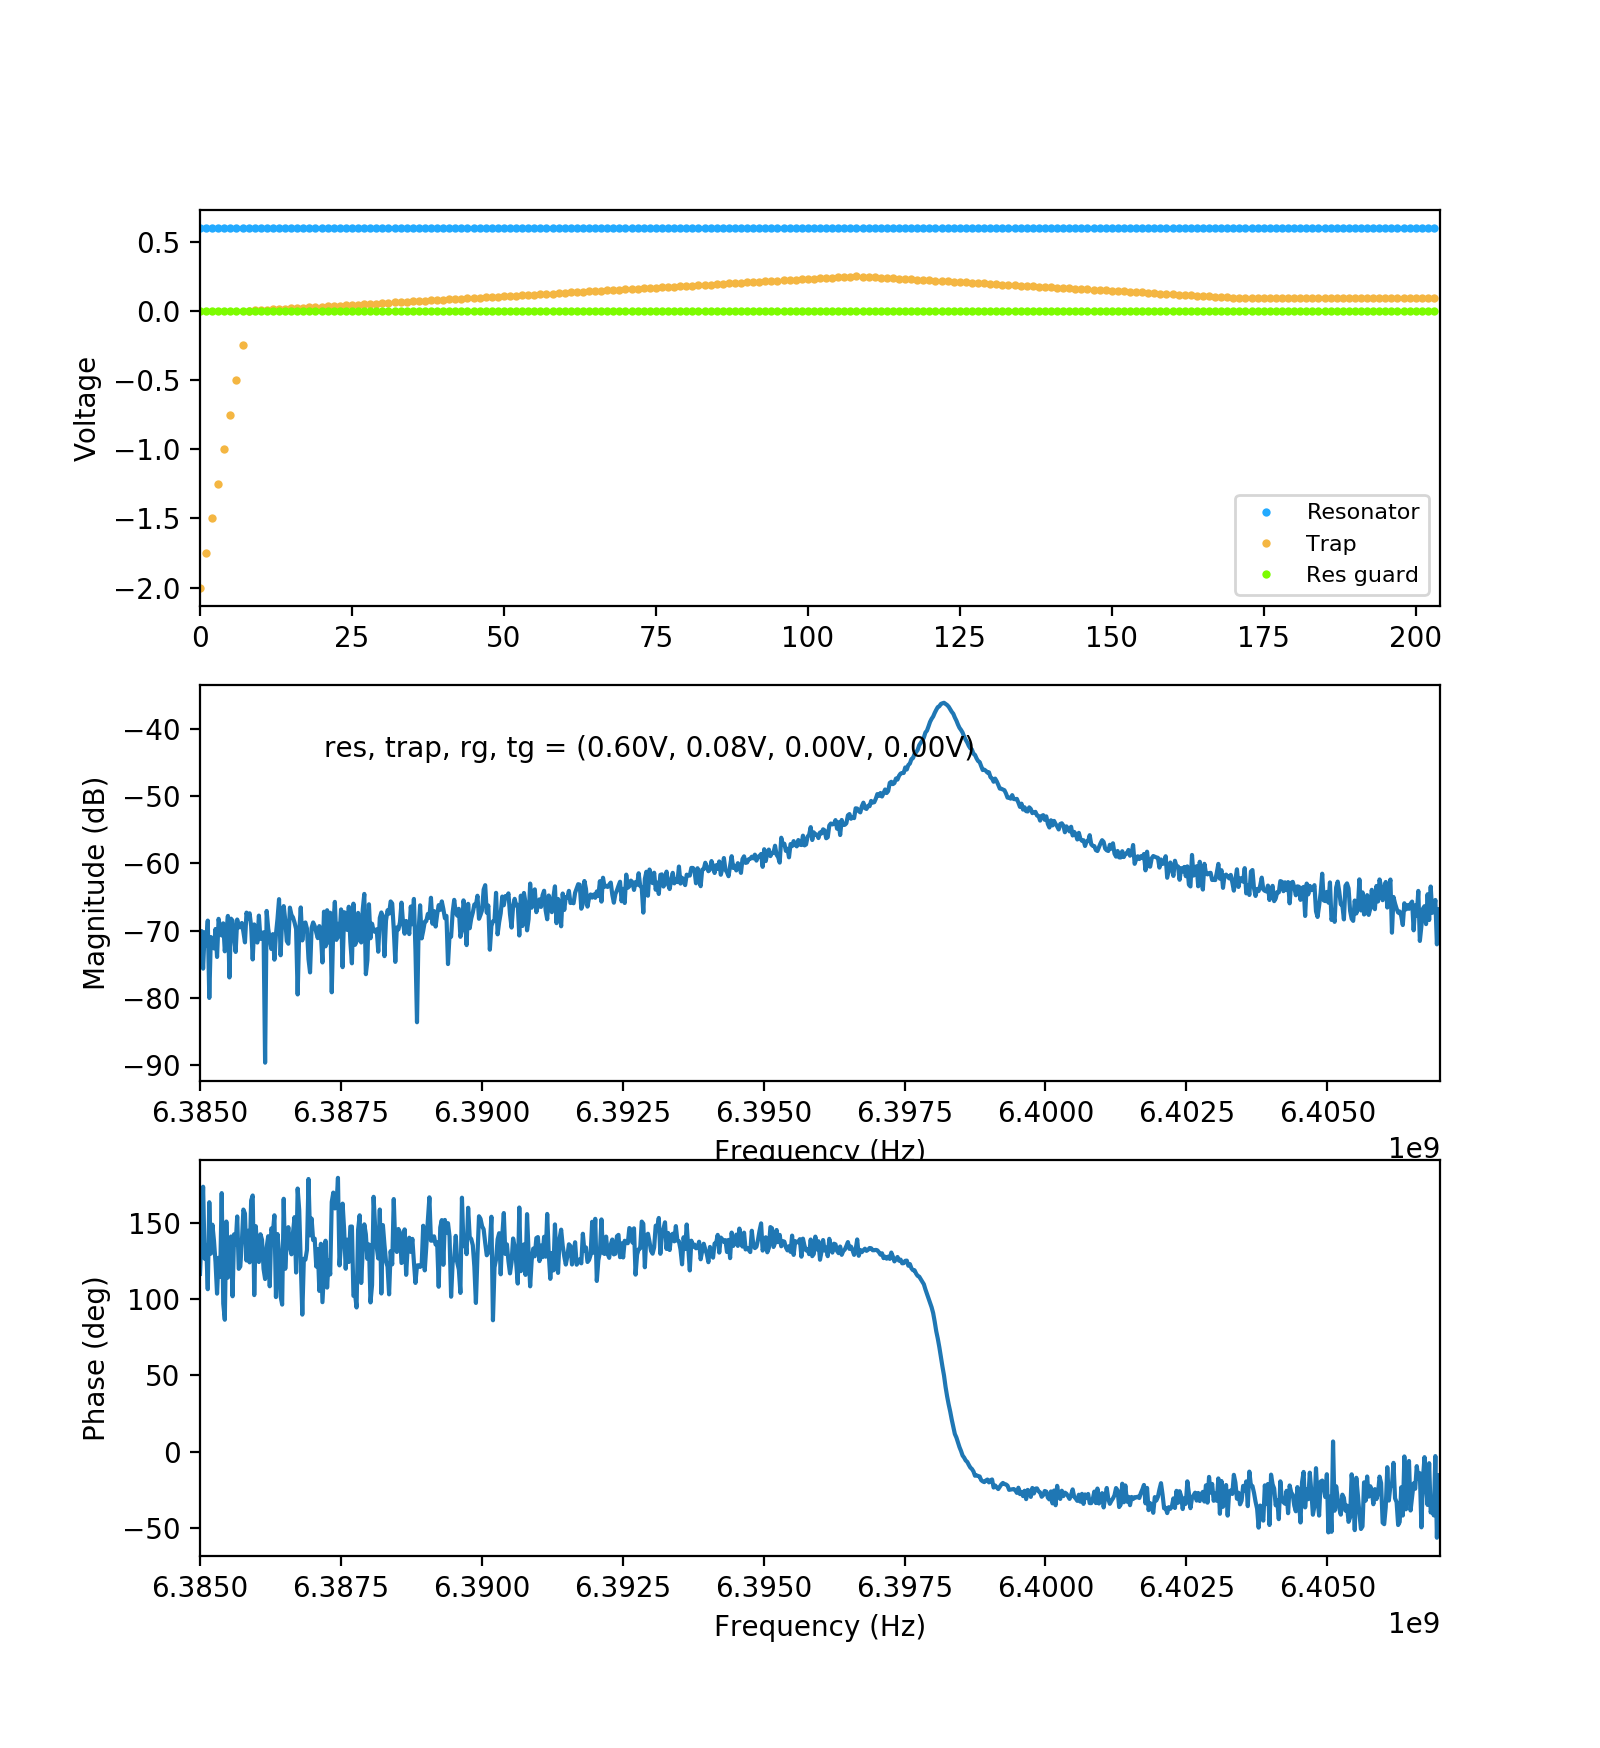 0.5
0.0
−0.5
−1.0
−1.5
−2.0
Voltage
Resonator
Trap
Res guard
0 25 50 75 100 125 150 175 200
−40
−50
−60
−70
−80
−90
Magnitude (dB)
res, trap, rg, tg = (0.60V, 0.08V, 0.00V, 0.00V)
6.3850 6.3875 6.3900 6.3925 6.3950 6.3975 6.4000 6.4025 6.4050
1e9
Frequency (Hz)
150
100
50
0
−50
Phase (deg)
6.3850 6.3875 6.3900 6.3925 6.3950 6.3975 6.4000 6.4025 6.4050
1e9
Frequency (Hz)